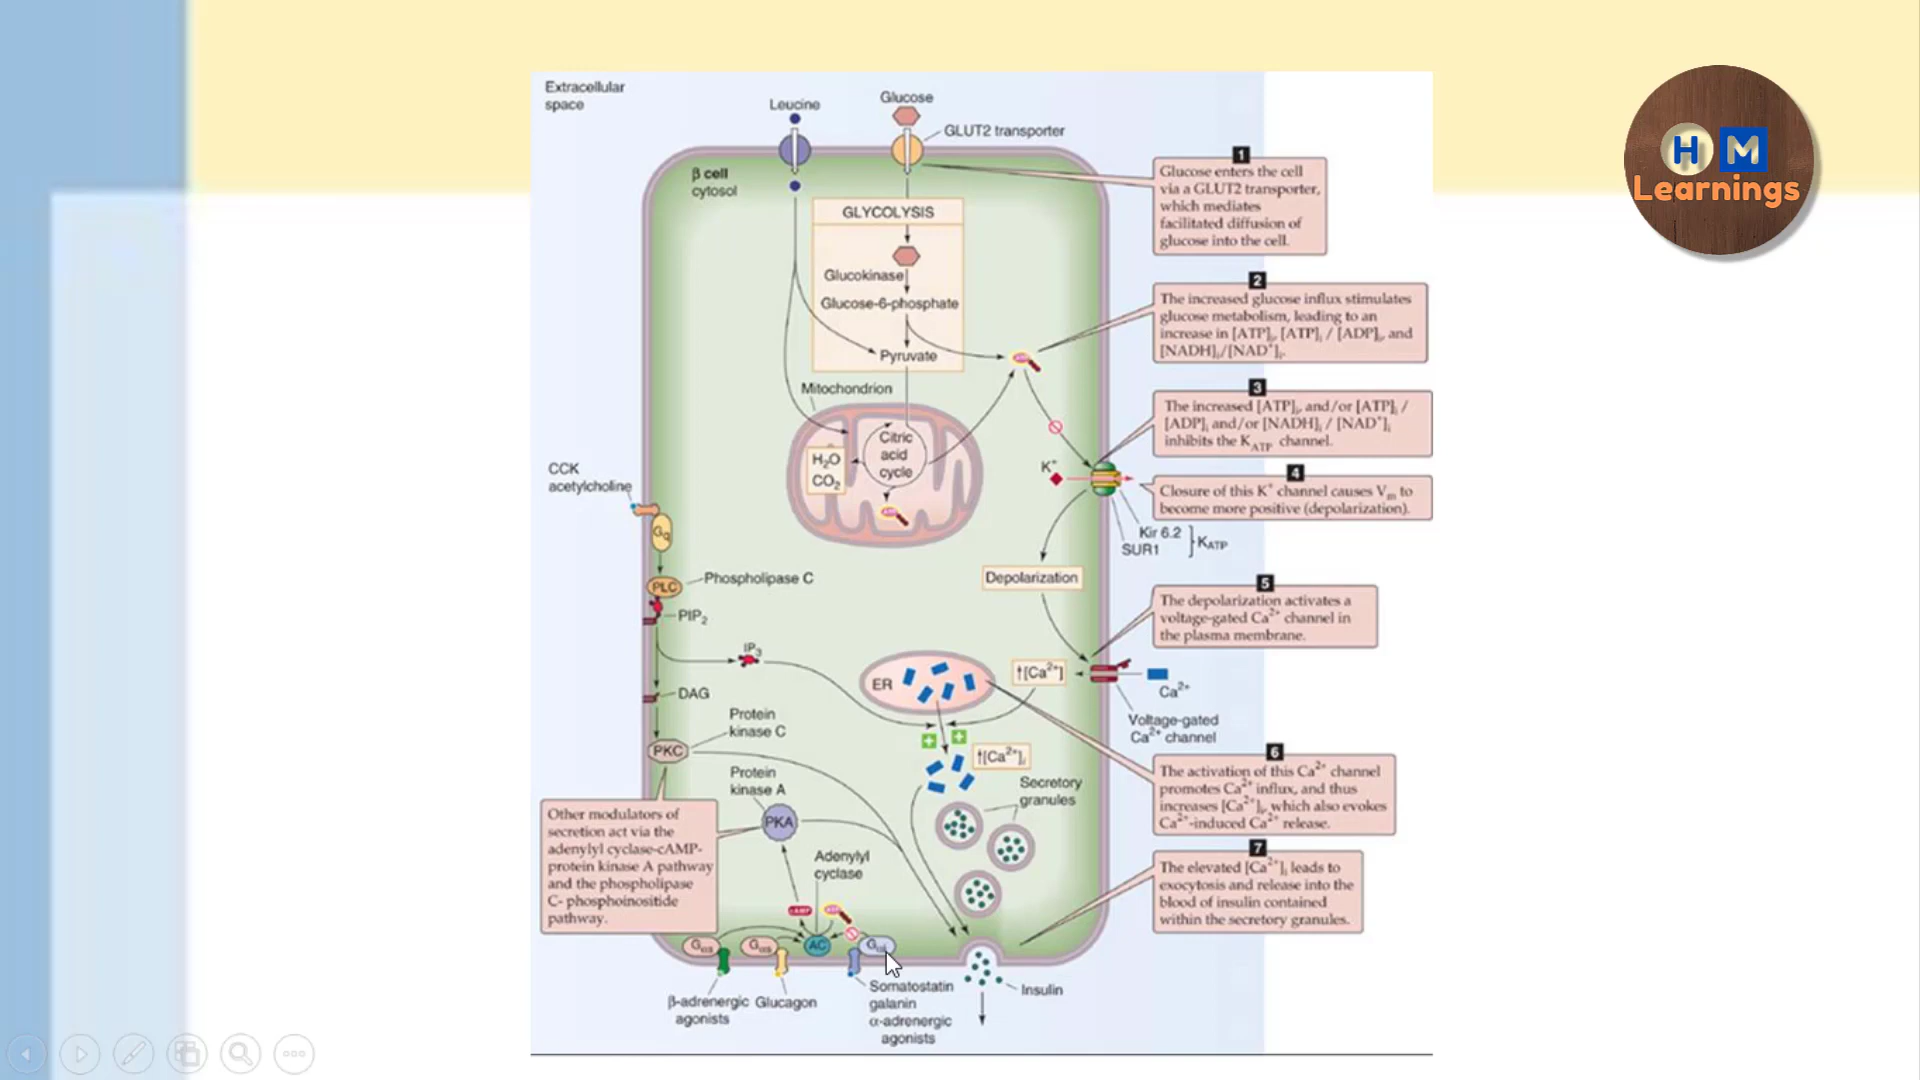 Extracellular
space
Leucine
Glucose
GLUT2 transporter
β cell
cytosol
GLYCOLYSIS
Glucokinase
Glucose-6-phosphate
Pyruvate
Mitochondrion
Citric
acid
cycle
H₂O
CO₂
ATP
ATP
K⁺
Kir 6.2
SUR1
K_ATP
Depolarization
CCK
acetylcholine
Gq
PLC
Phospholipase C
PIP₂
IP₃
DAG
Protein
kinase C
PKC
Protein
kinase A
PKA
Adenylyl
cyclase
cAMP
ATP
Gαs
Gαs
AC
Gαi
β-adrenergic
agonists
Glucagon
Somatostatin
galanin
α-adrenergic
agonists
ER
↑[Ca²⁺]
Ca²⁺
Voltage-gated
Ca²⁺ channel
+
+
↑[Ca²⁺]i
Secretory
granules
Insulin
1
Glucose enters the cell
via a GLUT2 transporter,
which mediates
facilitated diffusion of
glucose into the cell.
2
The increased glucose influx stimulates
glucose metabolism, leading to an
increase in [ATP]i, [ATP]i / [ADP]i, and
[NADH]i/[NAD⁺]i.
3
The increased [ATP]i, and/or [ATP]i /
[ADP]i and/or [NADH]i / [NAD⁺]i
inhibits the K_ATP channel.
4
Closure of this K⁺ channel causes Vm to
become more positive (depolarization).
5
The depolarization activates a
voltage-gated Ca²⁺ channel in
the plasma membrane.
6
The activation of this Ca²⁺ channel
promotes Ca²⁺ influx, and thus
increases [Ca²⁺]i, which also evokes
Ca²⁺-induced Ca²⁺ release.
7
The elevated [Ca²⁺]i leads to
exocytosis and release into the
blood of insulin contained
within the secretory granules.
Other modulators of
secretion act via the
adenylyl cyclase-cAMP-
protein kinase A pathway
and the phospholipase
C- phosphoinositide
pathway.
H M
Learnings